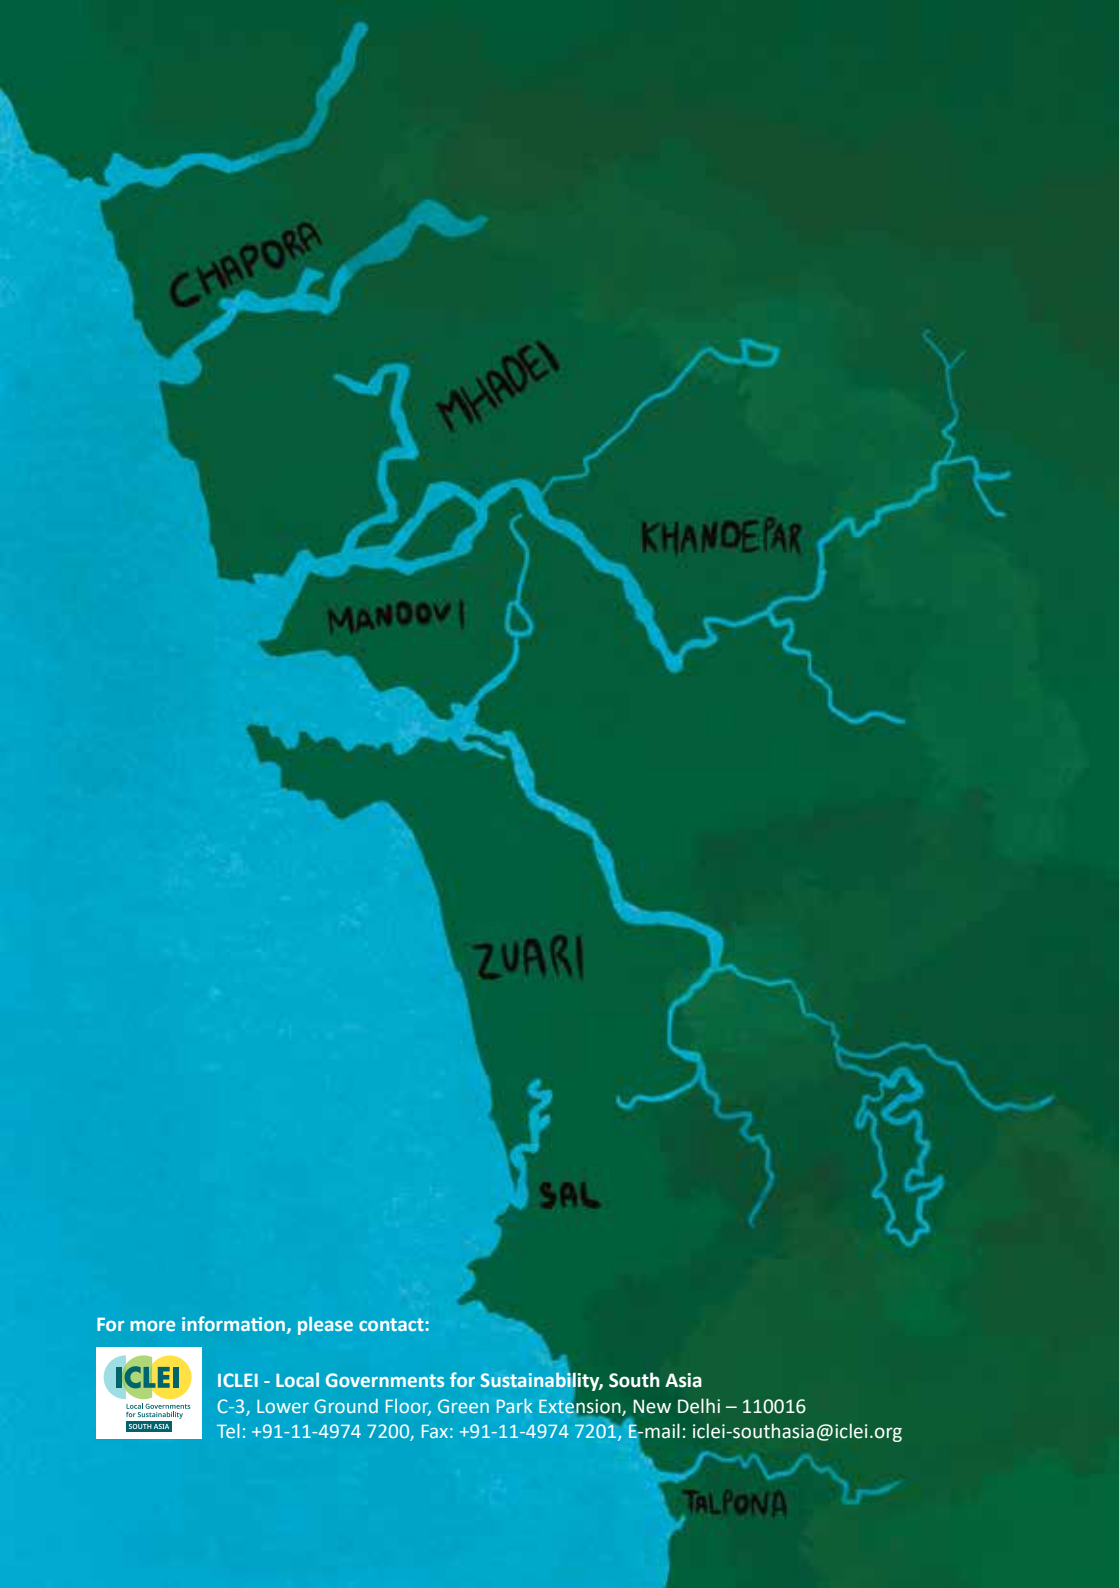 CHAPORA
MHADEI
KHANDEPAR
MANDOVI
ZUARI
SAL
For more information, please contact:
ICLEI
Local Governments
for Sustainability
SOUTH ASIA
ICLEI - Local Governments for Sustainability, South Asia
C-3, Lower Ground Floor, Green Park Extension, New Delhi – 110016
Tel: +91-11-4974 7200, Fax: +91-11-4974 7201, E-mail: iclei-southasia@iclei.org
TALPONA